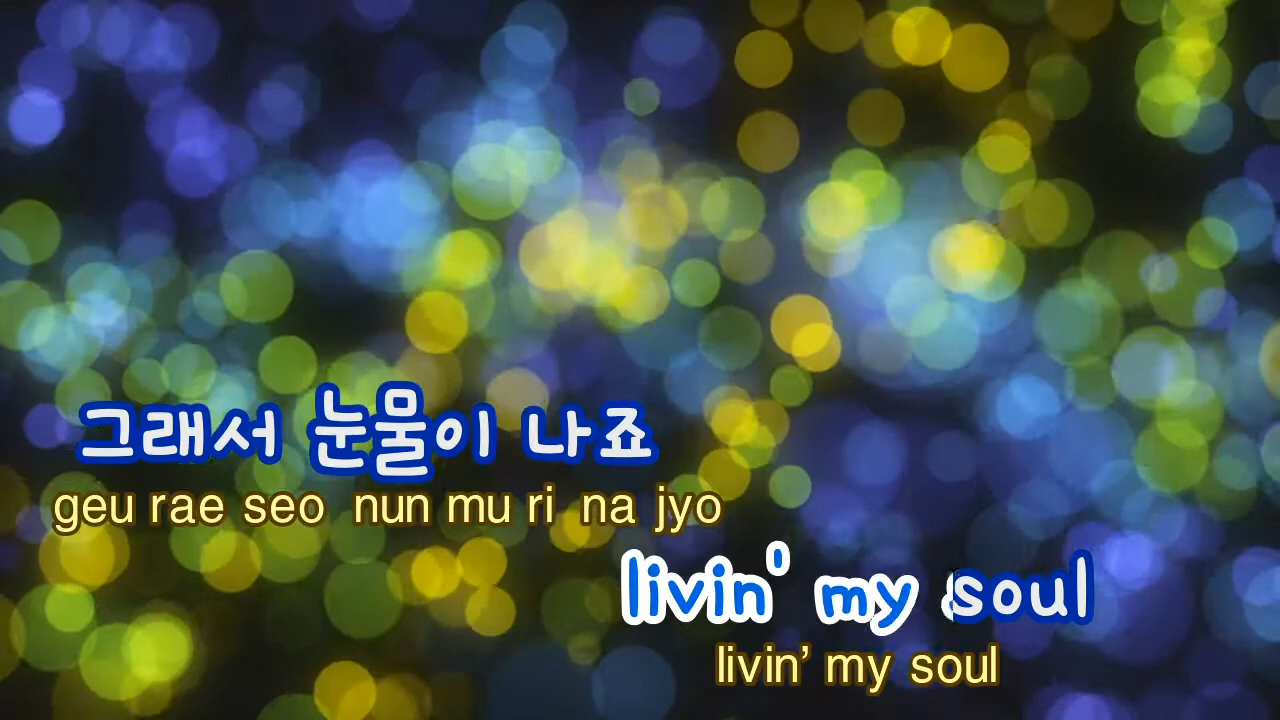 그래서 눈물이 나죠
geu rae seo nun mu ri na jyo
livin' my soul
livin’ my soul